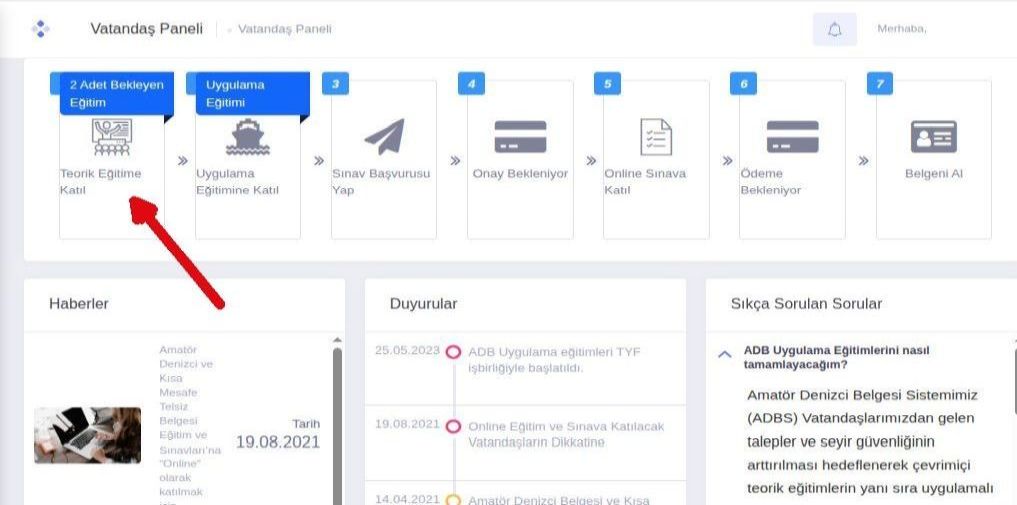 Vatandaş Paneli
Vatandaş Paneli
Merhaba,
2 Adet Bekleyen
Eğitim
Teorik Eğitime
Katıl
Uygulama
Eğitimi
Uygulama
Eğitimine Katıl
3
Sınav Başvurusu
Yap
4
Onay Bekleniyor
5
Online Sınava
Katıl
6
Ödeme
Bekleniyor
7
Belgeni Al
Haberler
Amatör
Denizci ve
Kısa
Mesafe
Telsiz
Belgesi
Eğitim ve
Sınavları'na
"Online"
olarak
katılmak
Tarih
19.08.2021
Duyurular
25.05.2023 ADB Uygulama eğitimleri TYF
işbirliğiyle başlatıldı.
19.08.2021 Online Eğitim ve Sınava Katılacak
Vatandaşların Dikkatine
14.04.2021 Amatör Denizci Belgesi ve Kısa
Sıkça Sorulan Sorular
ADB Uygulama Eğitimlerini nasıl
tamamlayacağım?
Amatör Denizci Belgesi Sistemimiz
(ADBS) Vatandaşlarımızdan gelen
talepler ve seyir güvenliğinin
arttırılması hedeflenerek çevrimiçi
teorik eğitimlerin yanı sıra uygulamalı